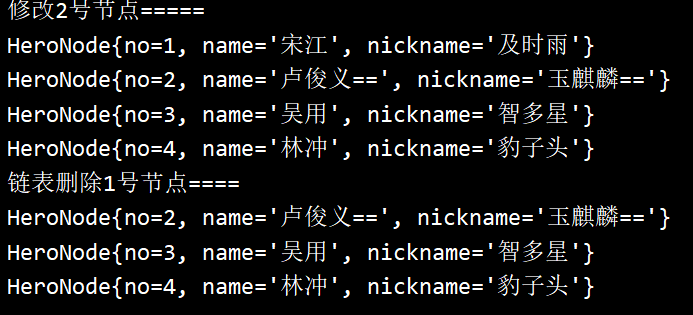 修改2号节点=====
HeroNode{no=1, name='宋江', nickname='及时雨'}
HeroNode{no=2, name='卢俊义==', nickname='玉麒麟=='}
HeroNode{no=3, name='吴用', nickname='智多星'}
HeroNode{no=4, name='林冲', nickname='豹子头'}
链表删除1号节点====
HeroNode{no=2, name='卢俊义==', nickname='玉麒麟=='}
HeroNode{no=3, name='吴用', nickname='智多星'}
HeroNode{no=4, name='林冲', nickname='豹子头'}